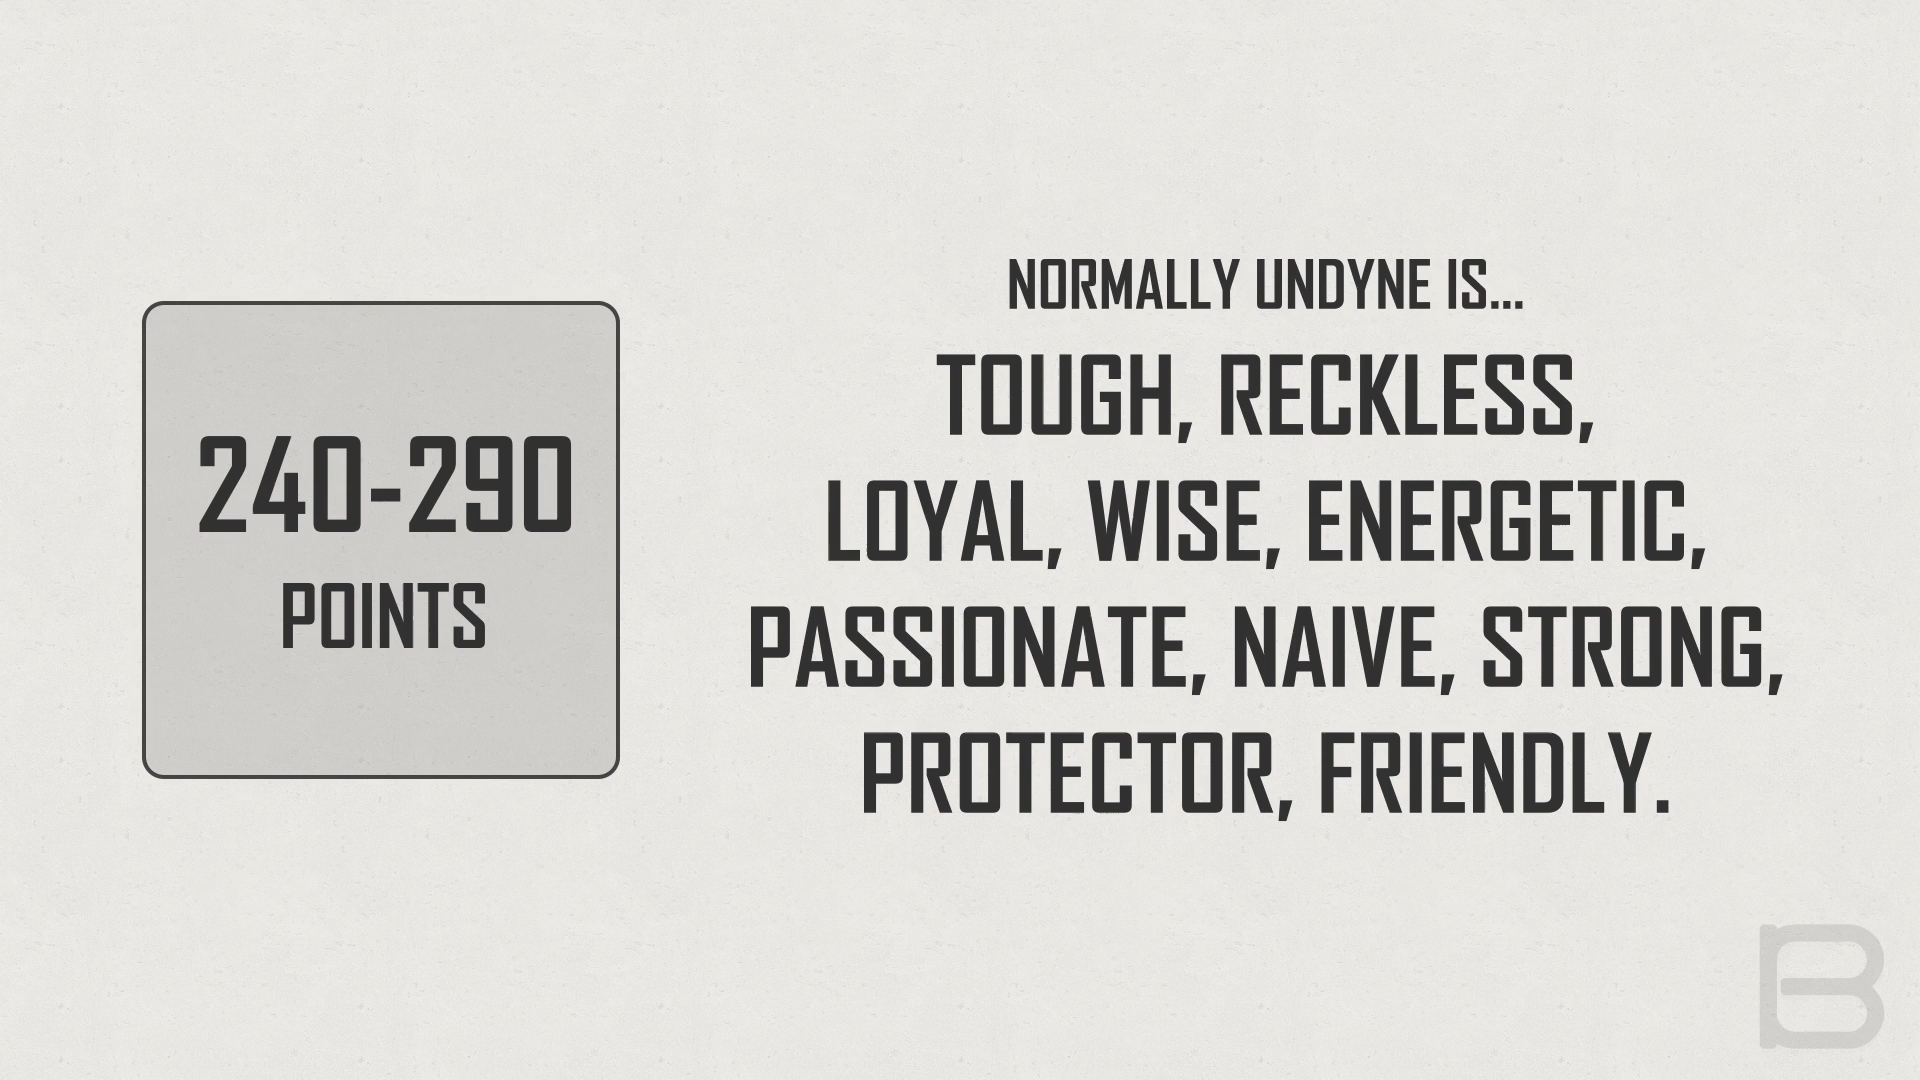 240-290
POINTS
NORMALLY UNDYNE IS...
TOUGH, RECKLESS,
LOYAL, WISE, ENERGETIC,
PASSIONATE, NAIVE, STRONG,
PROTECTOR, FRIENDLY.
B